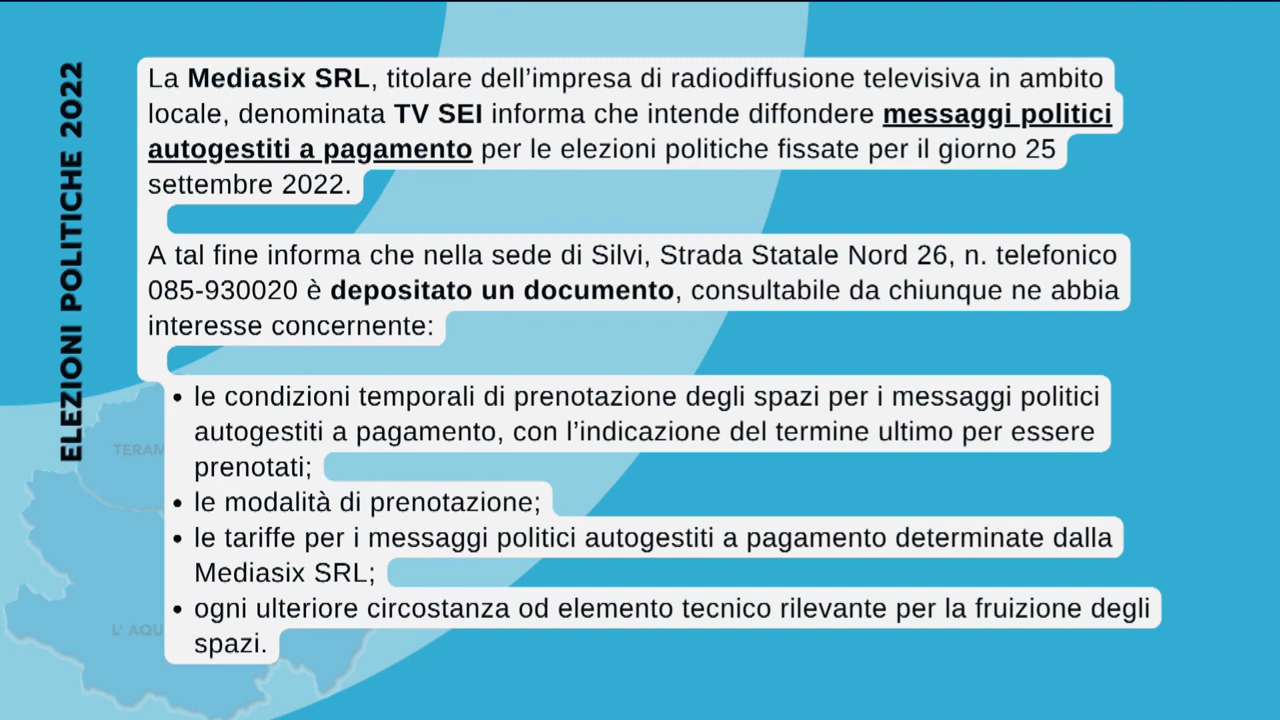 ELEZIONI POLITICHE 2022
La Mediasix SRL, titolare dell’impresa di radiodiffusione televisiva in ambito
locale, denominata TV SEI informa che intende diffondere messaggi politici
autogestiti a pagamento per le elezioni politiche fissate per il giorno 25
settembre 2022.
A tal fine informa che nella sede di Silvi, Strada Statale Nord 26, n. telefonico
085-930020 è depositato un documento, consultabile da chiunque ne abbia
interesse concernente:
• le condizioni temporali di prenotazione degli spazi per i messaggi politici
autogestiti a pagamento, con l’indicazione del termine ultimo per essere
prenotati;
• le modalità di prenotazione;
• le tariffe per i messaggi politici autogestiti a pagamento determinate dalla
Mediasix SRL;
• ogni ulteriore circostanza od elemento tecnico rilevante per la fruizione degli
spazi.
TERAM
L' AQU